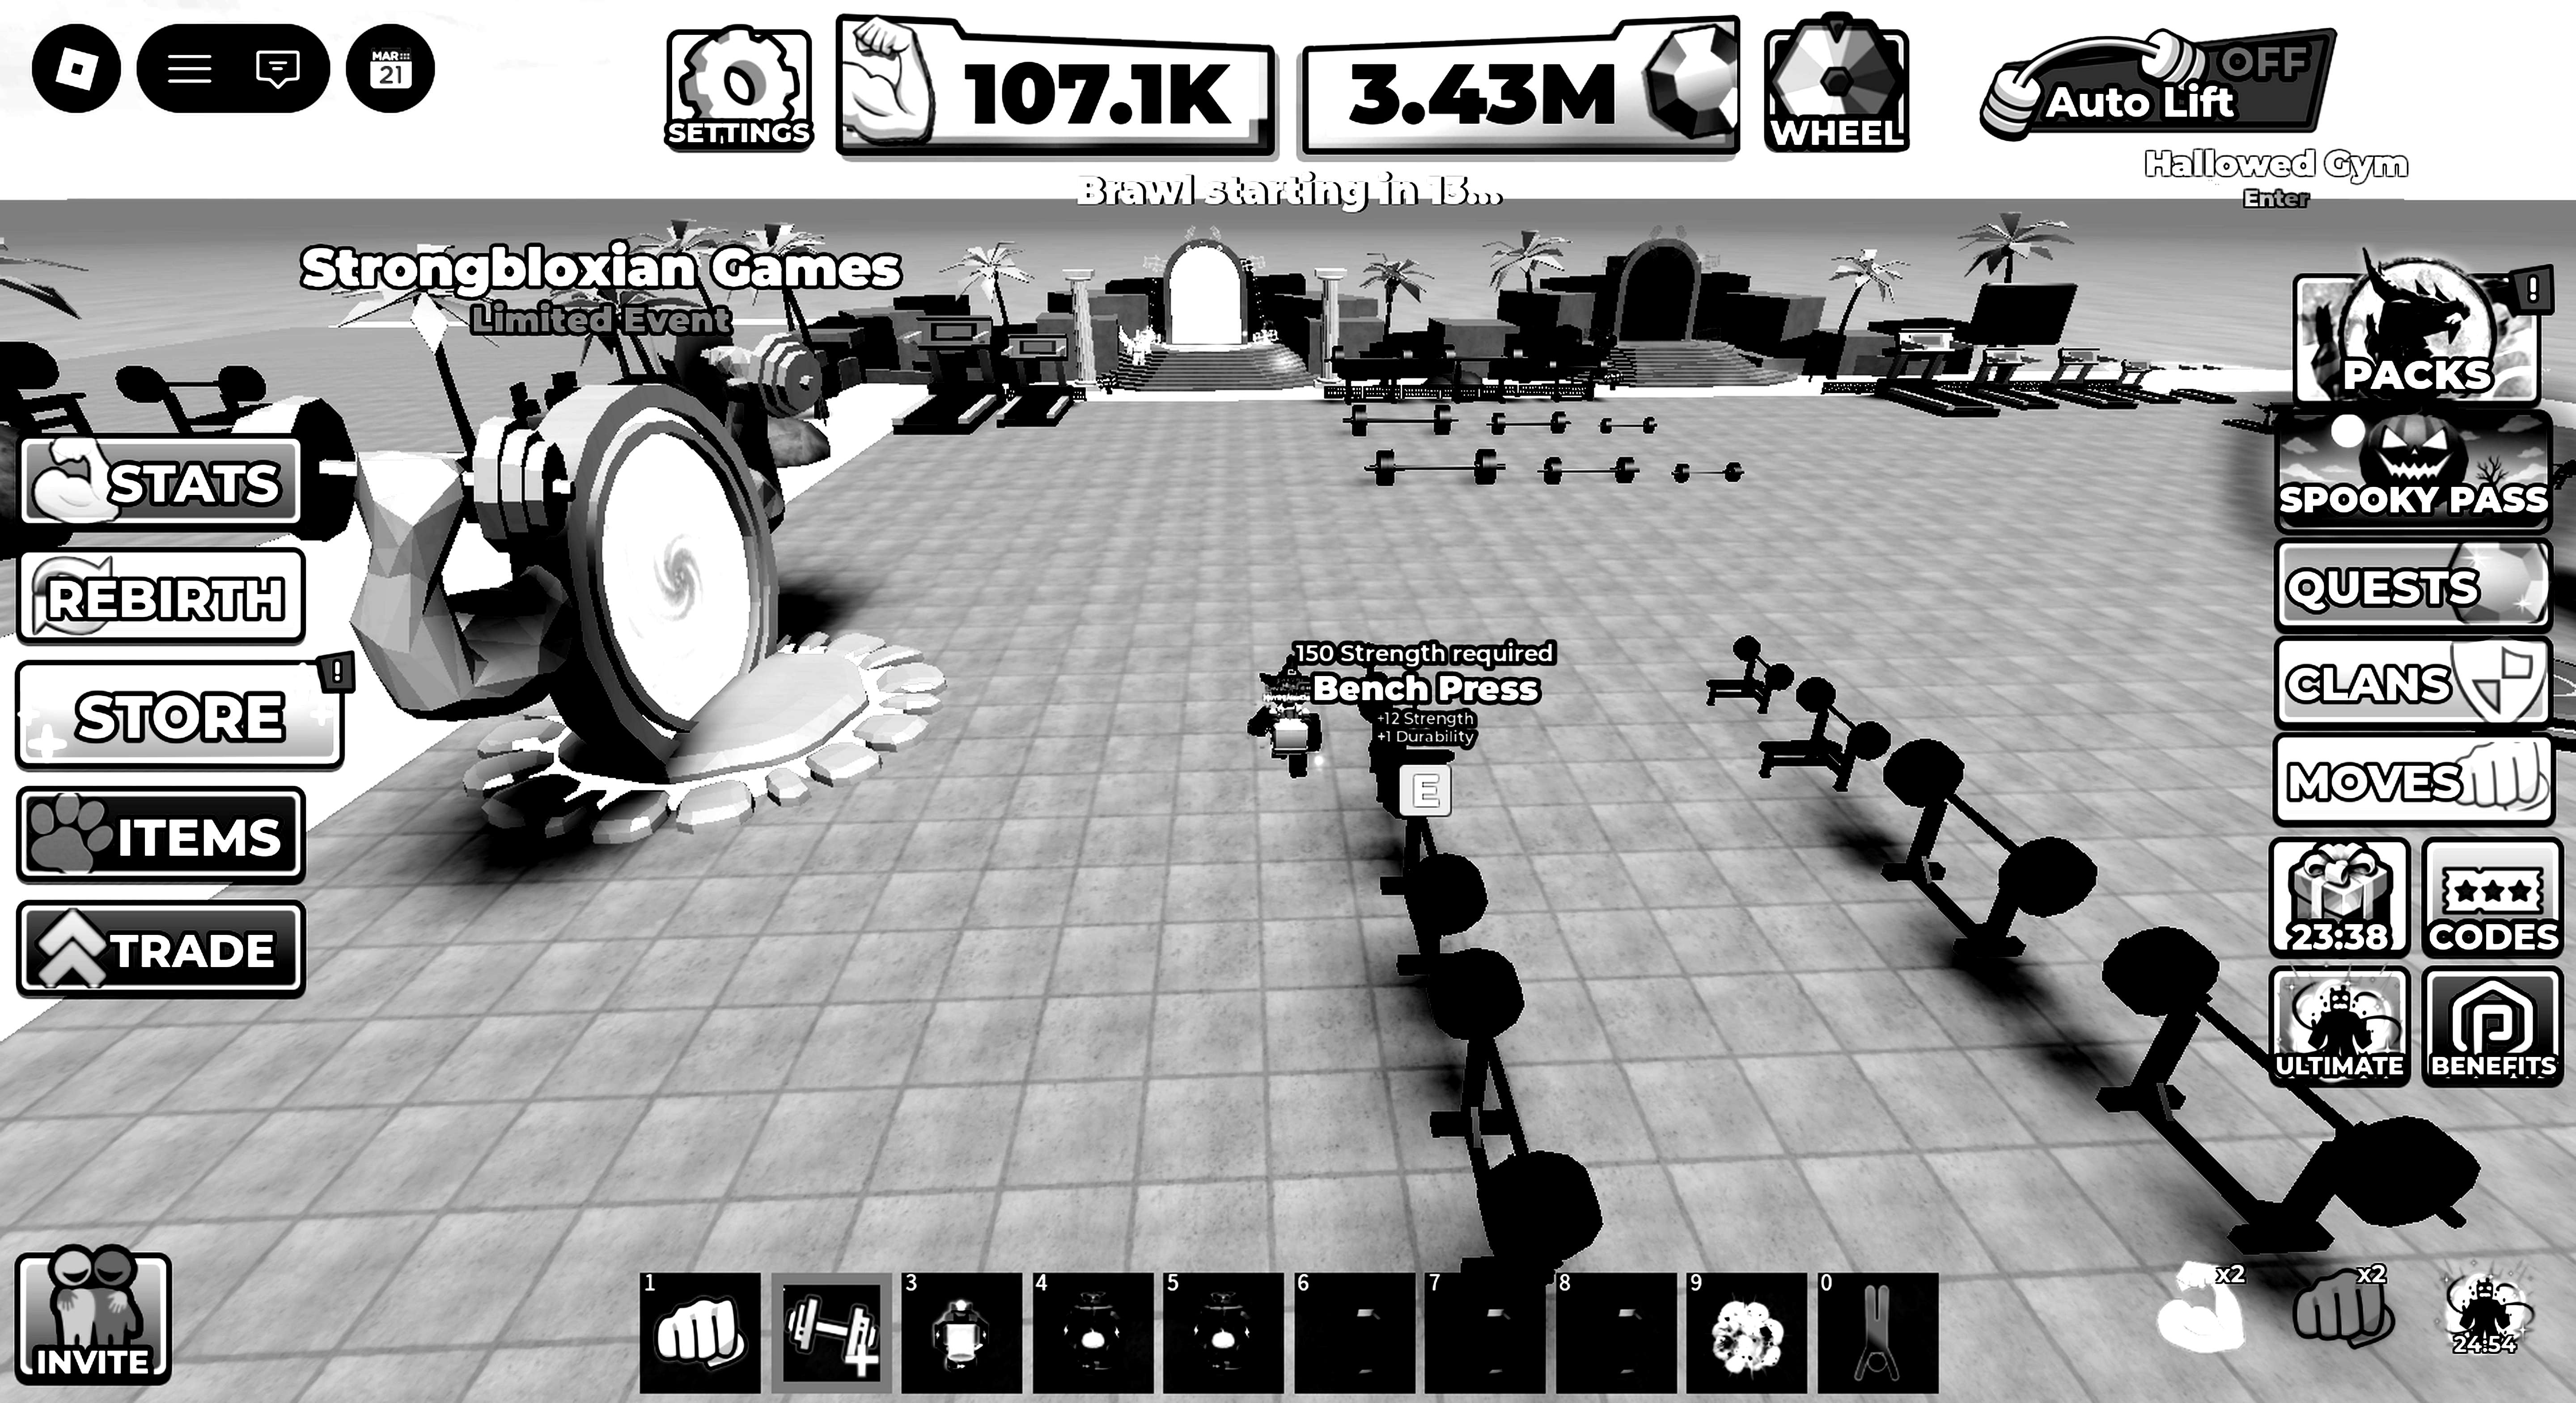 MAR
21
SETTINGS
107.1K
3.43M
WHEEL
OFF
Auto Lift
Hallowed Gym
Enter
Brawl starting in 13...
Strongbloxian Games
Limited Event
!
PACKS
STATS
SPOOKY PASS
REBIRTH
QUESTS
!
STORE
CLANS
150 Strength required
Bench Press
+12 Strength
+1 Durability
E
MOVES
ITEMS
23:38
CODES
TRADE
ULTIMATE
BENEFITS
INVITE
1
3
4
5
6
7
8
9
0
x2
x2
24:54